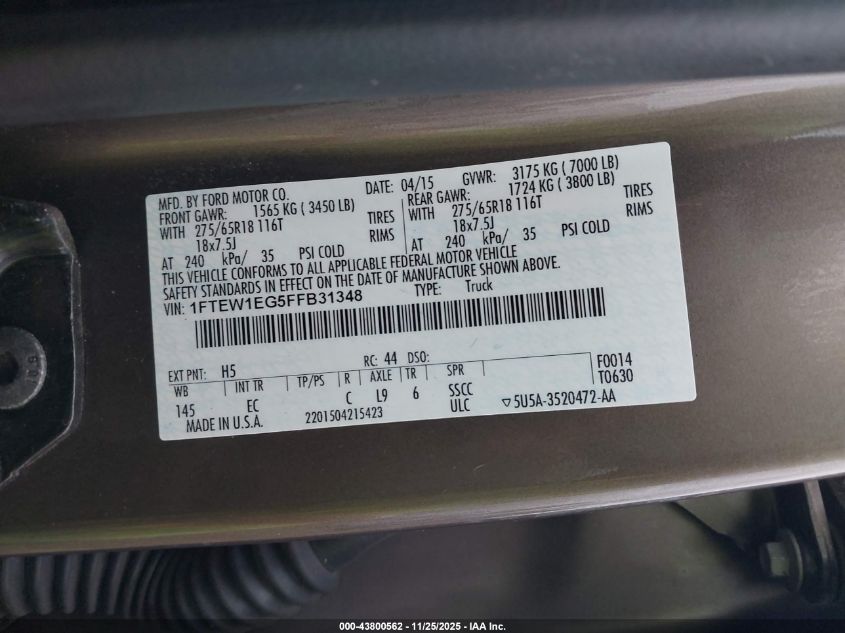 MFD. BY FORD MOTOR CO. DATE: 04/15 GVWR: 3175 KG ( 7000 LB)
FRONT GAWR: 1565 KG ( 3450 LB) REAR GAWR: 1724 KG ( 3800 LB)
WITH 275/65R18 116T TIRES WITH 275/65R18 116T TIRES
18x7.5J RIMS 18x7.5J RIMS
AT 240 kPa/ 35 PSI COLD AT 240 kPa/ 35 PSI COLD
THIS VEHICLE CONFORMS TO ALL APPLICABLE FEDERAL MOTOR VEHICLE
SAFETY STANDARDS IN EFFECT ON THE DATE OF MANUFACTURE SHOWN ABOVE.
VIN: 1FTEW1EG5FFB31348 TYPE: Truck
EXT PNT: H5 RC: 44 DSO: F0014
WB INT TR TP/PS R AXLE TR SPR T0630
145 EC C L9 6 SSCC
ULC ▽5U5A-3520472-AA
MADE IN U.S.A. 2201504215423
000-43800562 - 11/25/2025 - IAA Inc.